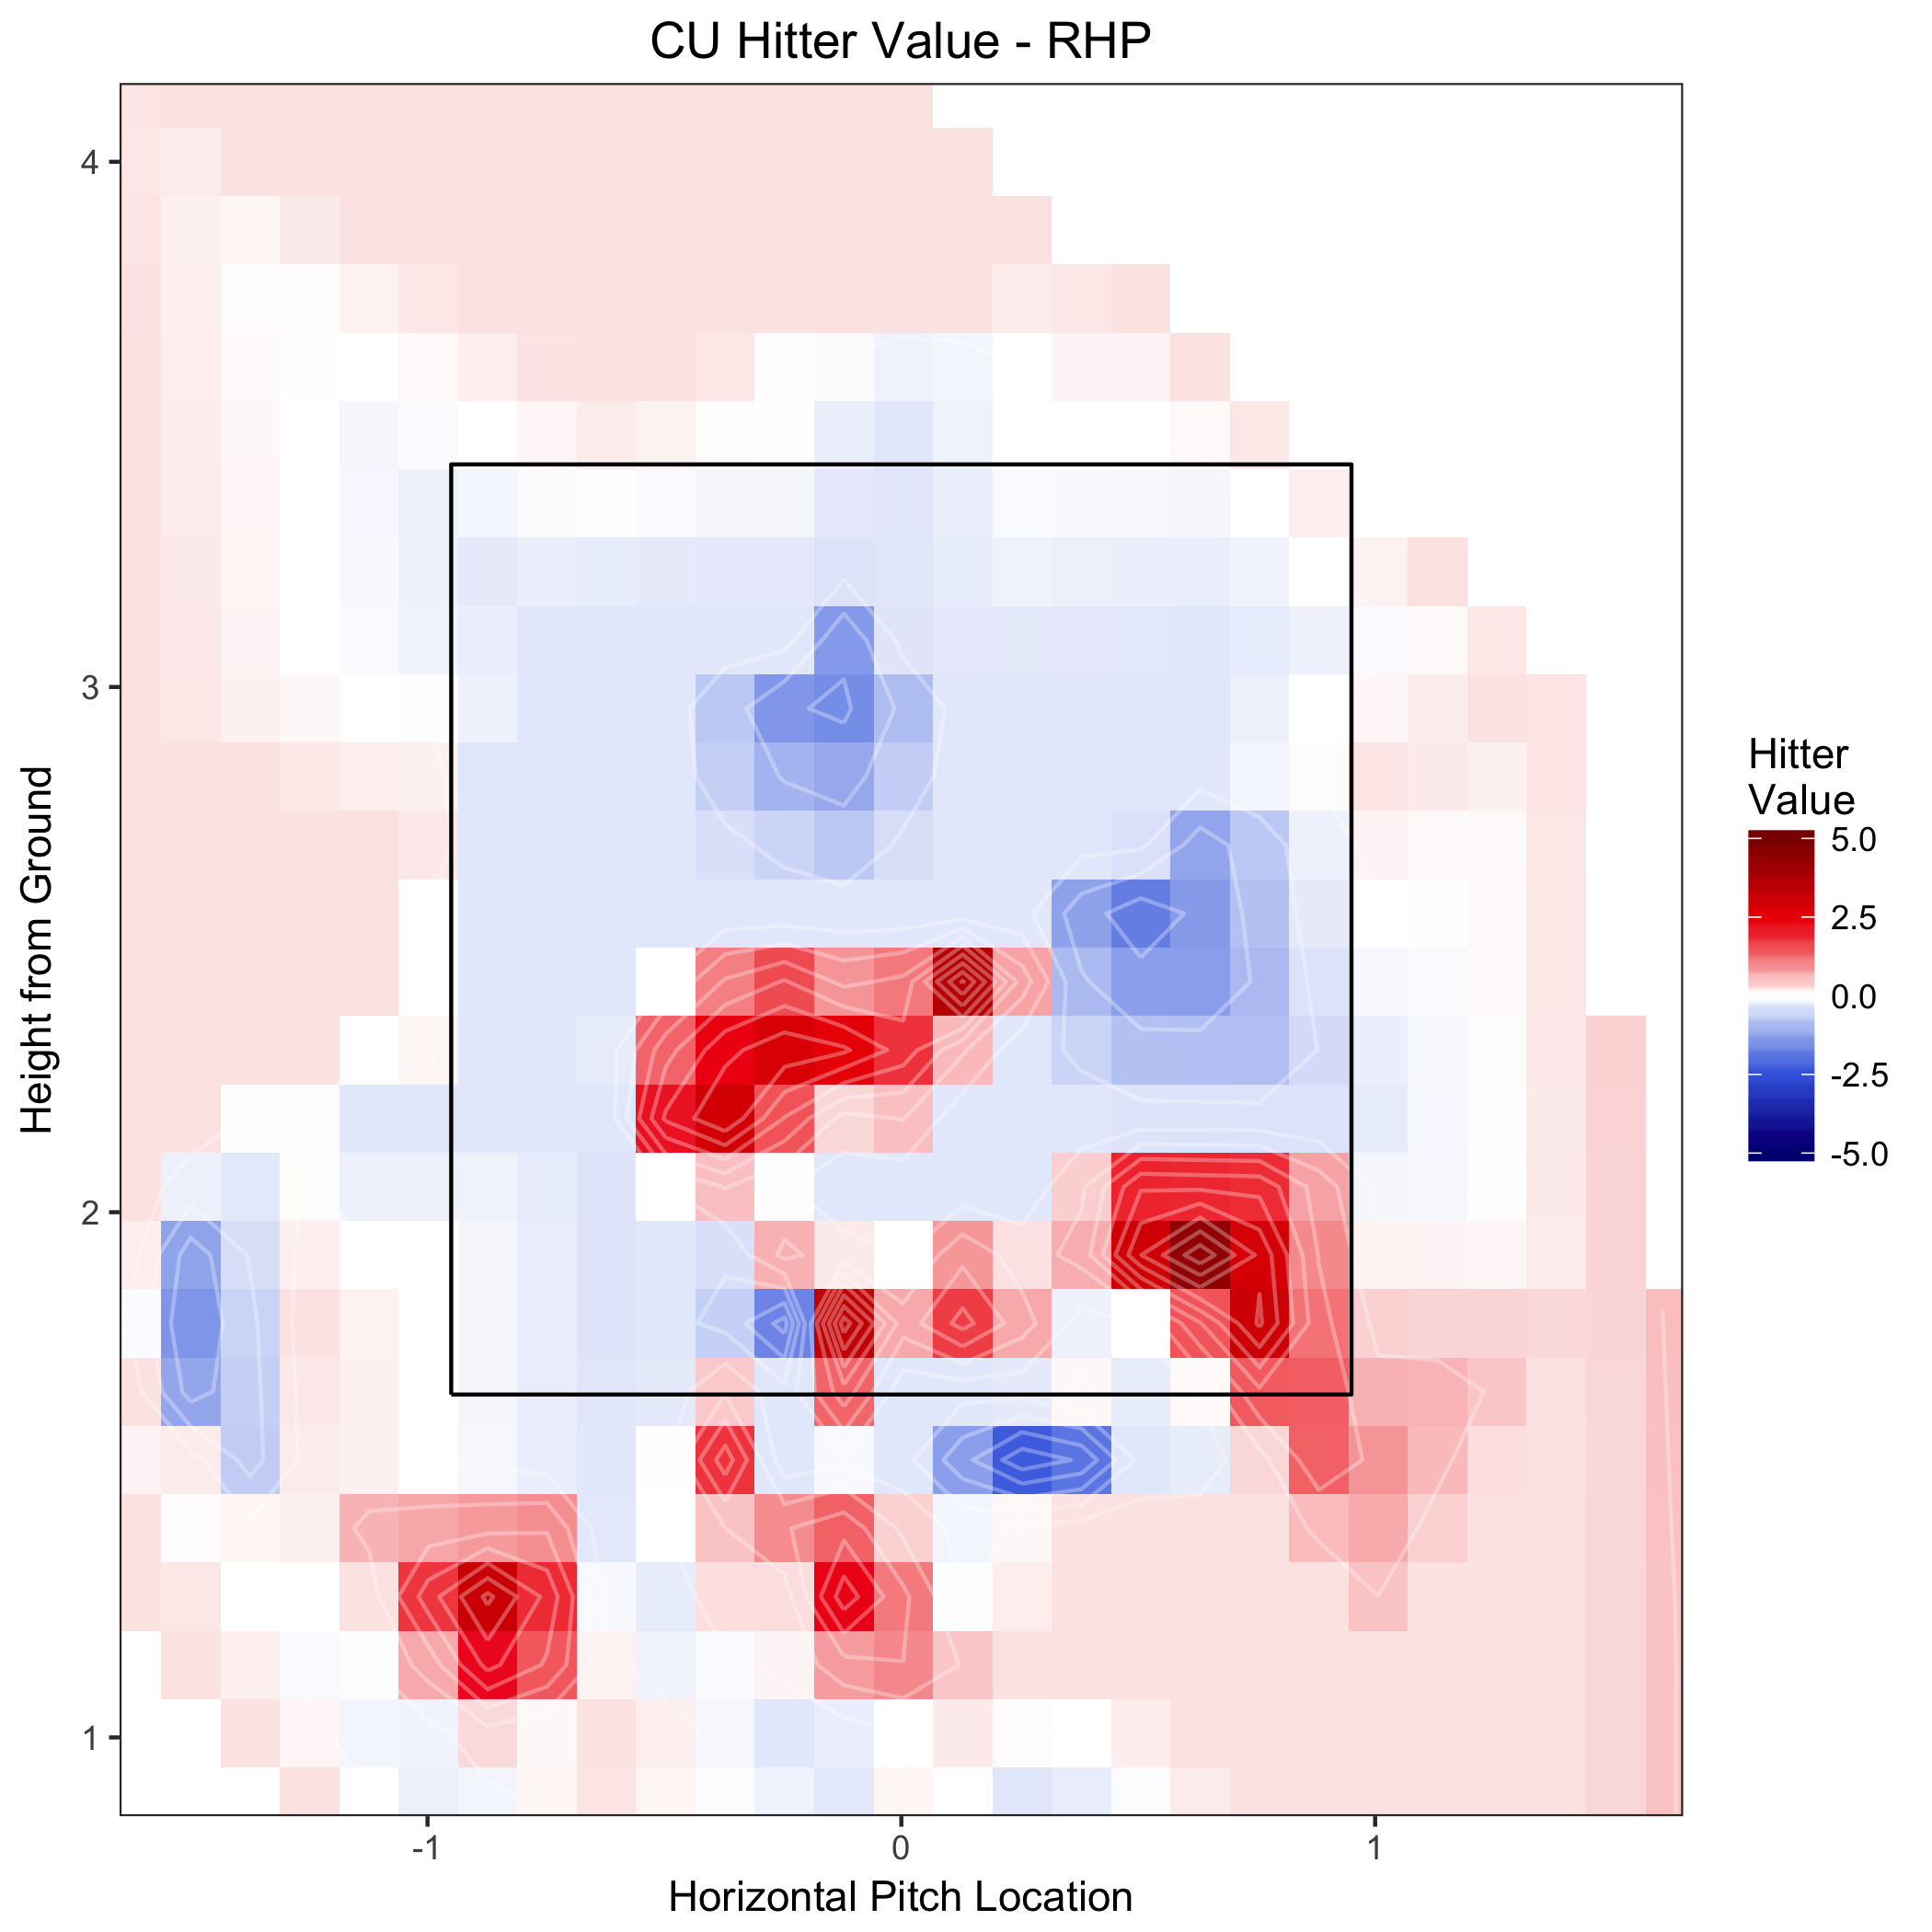 CU Hitter Value - RHP
Height from Ground
4
3
2
1
-1
0
1
Horizontal Pitch Location
Hitter
Value
5.0
2.5
0.0
-2.5
-5.0